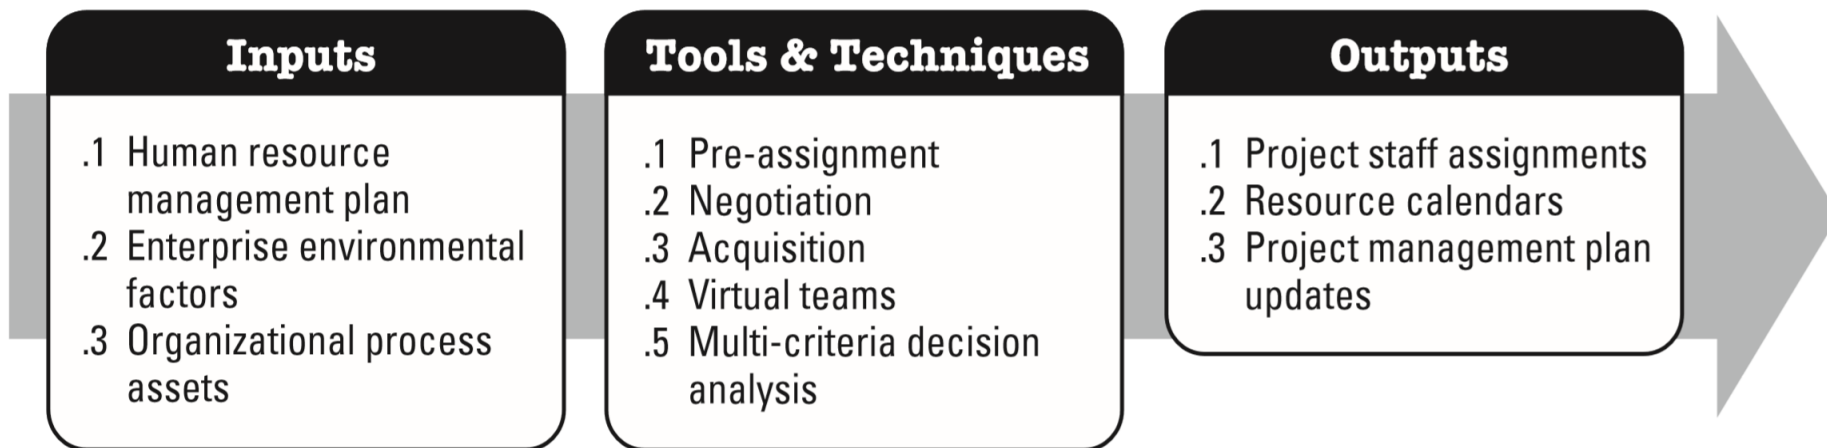 Inputs
.1 Human resource
management plan
.2 Enterprise environmental
factors
.3 Organizational process
assets
Tools & Techniques
.1 Pre-assignment
.2 Negotiation
.3 Acquisition
.4 Virtual teams
.5 Multi-criteria decision
analysis
Outputs
.1 Project staff assignments
.2 Resource calendars
.3 Project management plan
updates